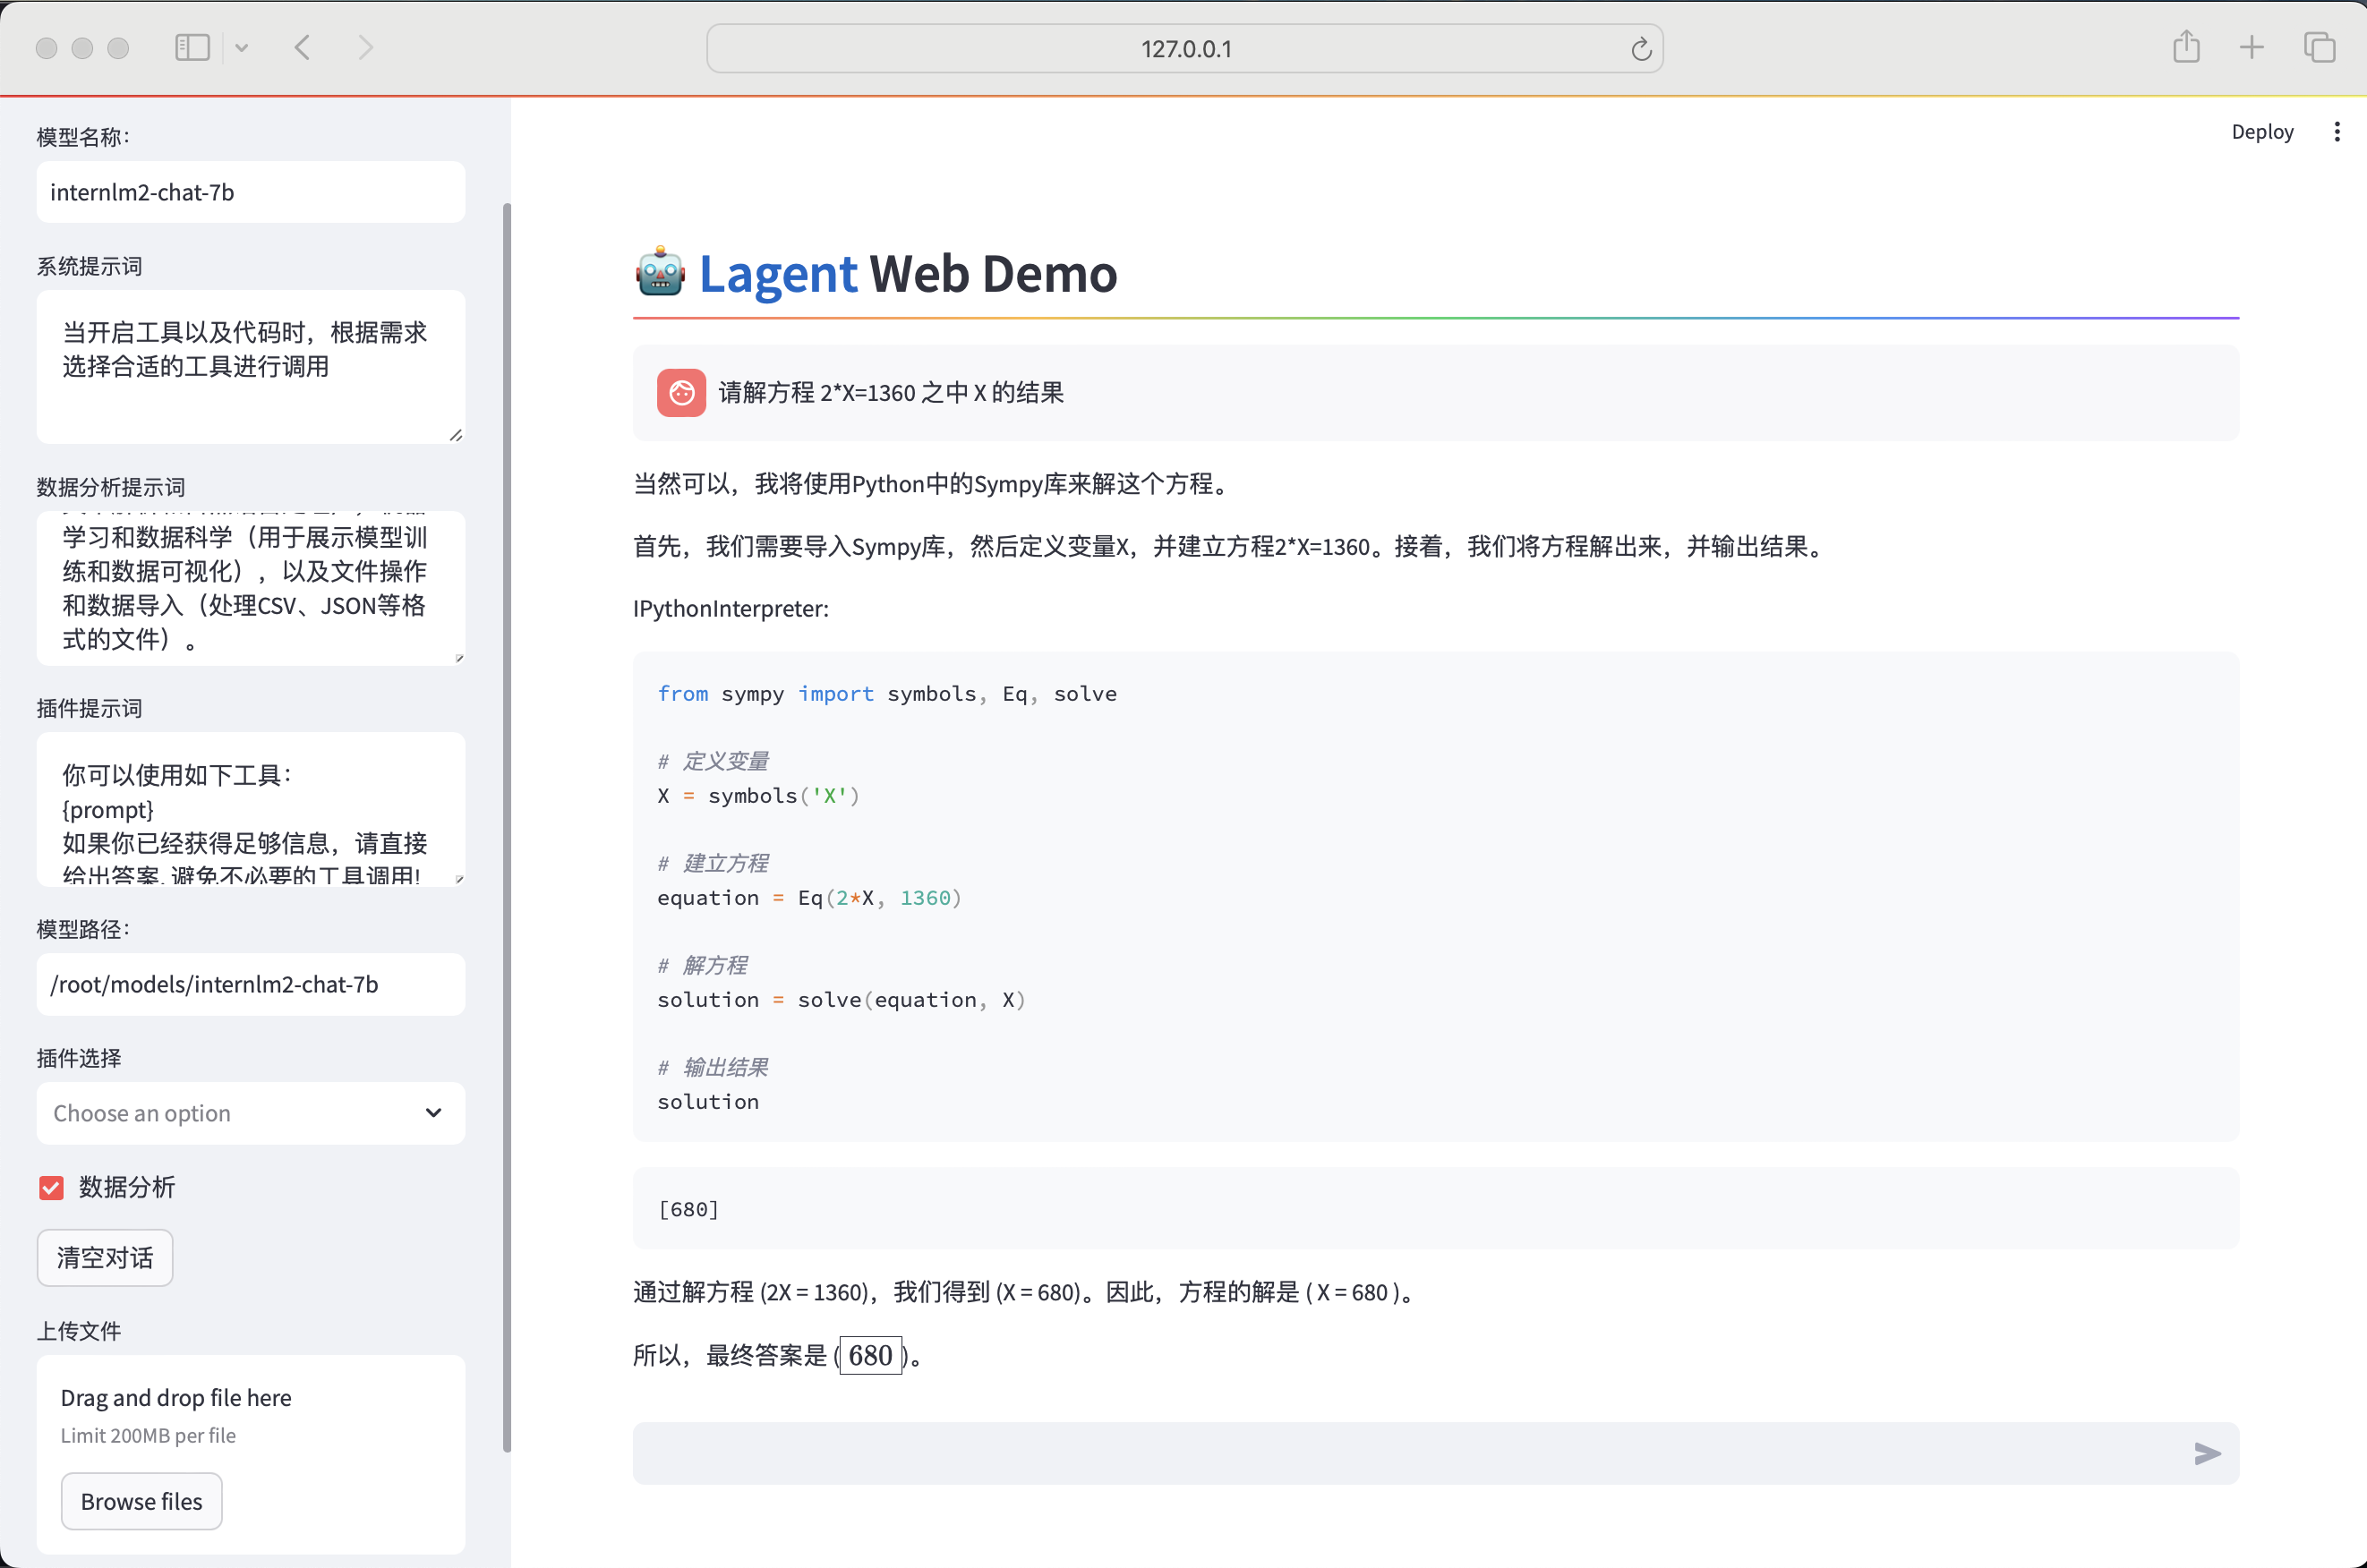 127.0.0.1
模型名称：
internlm2-chat-7b
系统提示词
当开启工具以及代码时，根据需求
选择合适的工具进行调用
数据分析提示词
学习和数据科学（用于展示模型训
练和数据可视化），以及文件操作
和数据导入（处理CSV、JSON等格
式的文件）。
插件提示词
你可以使用如下工具：
{prompt}
如果你已经获得足够信息，请直接
给出答案. 避免不必要的工具调用!
模型路径：
/root/models/internlm2-chat-7b
插件选择
Choose an option
数据分析
清空对话
上传文件
Drag and drop file here
Limit 200MB per file
Browse files
Deploy
Lagent Web Demo
请解方程 2*X=1360 之中 X 的结果
当然可以，我将使用Python中的Sympy库来解这个方程。
首先，我们需要导入Sympy库，然后定义变量X，并建立方程2*X=1360。接着，我们将方程解出来，并输出结果。
IPythonInterpreter:
from sympy import symbols, Eq, solve
# 定义变量
X = symbols('X')
# 建立方程
equation = Eq(2*X, 1360)
# 解方程
solution = solve(equation, X)
# 输出结果
solution
[680]
通过解方程 (2X = 1360)，我们得到 (X = 680)。因此，方程的解是 ( X = 680 )。
所以，最终答案是 (680)。